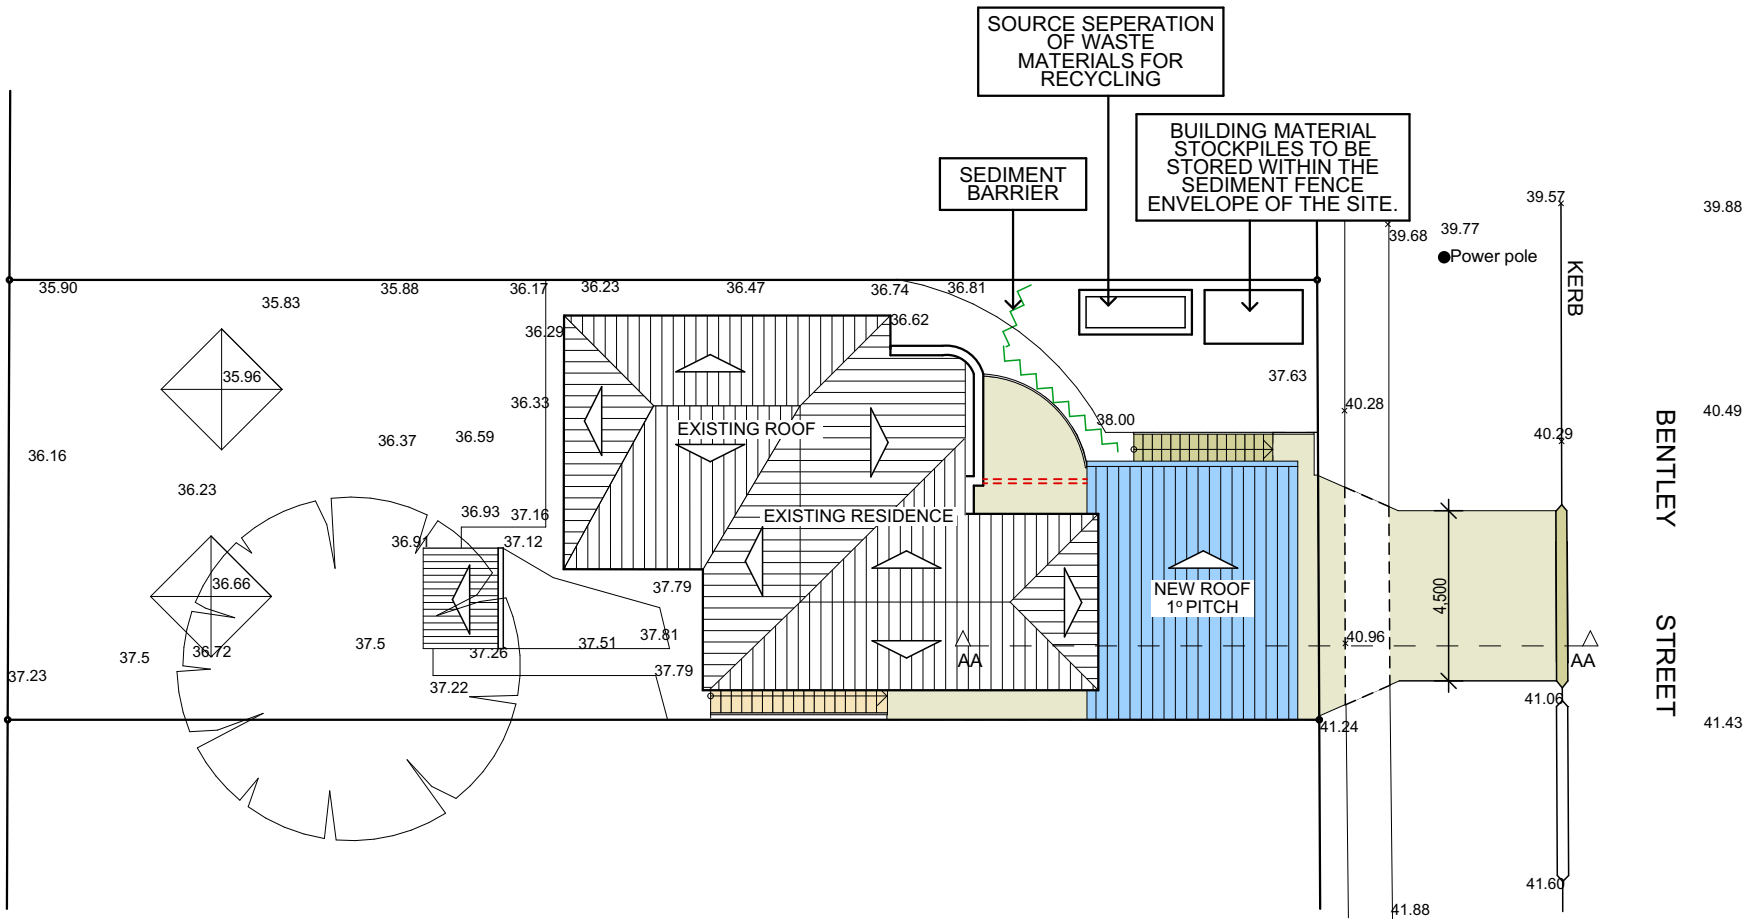 SOURCE SEPERATION
OF WASTE
MATERIALS FOR
RECYCLING
BUILDING MATERIAL
STOCKPILES TO BE
STORED WITHIN THE
SEDIMENT FENCE
ENVELOPE OF THE SITE.
SEDIMENT
BARRIER
39.57
39.88
39.77
39.68
Power pole
KERB
35.90
35.83
35.88
36.17
36.23
36.47
36.74
36.81
36.62
36.29
35.96
37.63
36.33
40.28
40.49
38.00
EXISTING ROOF
36.37
36.59
40.29
36.16
BENTLEY
STREET
36.23
36.93
37.16
EXISTING RESIDENCE
36.91
37.12
36.66
37.79
NEW ROOF
1º PITCH
4,500
37.5
36.72
37.5
37.26
37.51
37.81
40.96
AA
AA
37.23
37.22
37.79
41.06
41.24
41.43
41.60
41.88